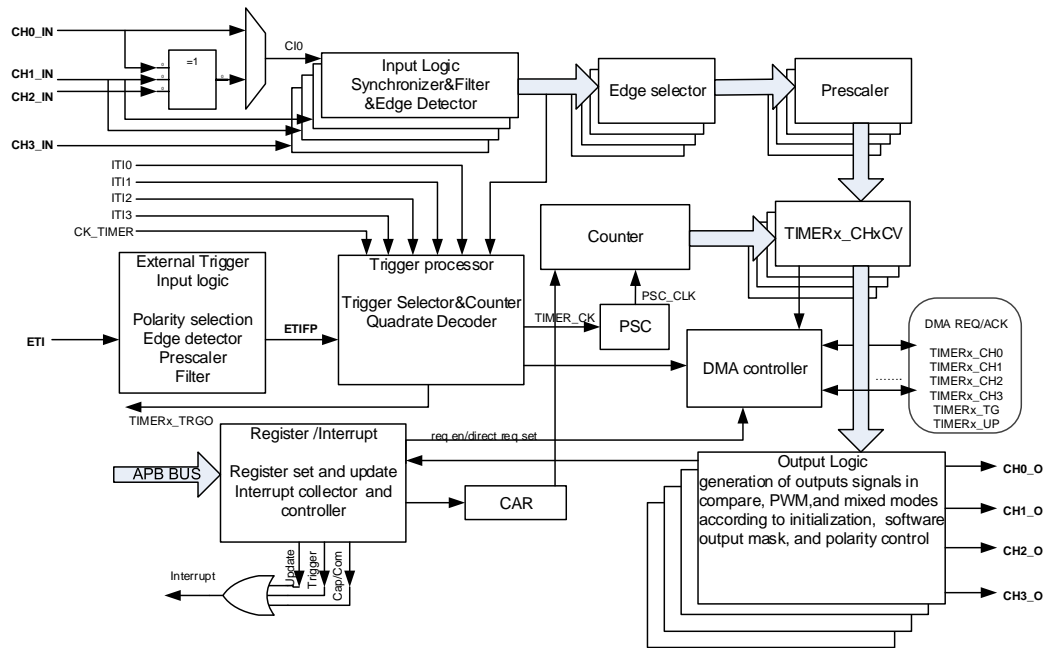 CH0_IN
CH1_IN
CH2_IN
CH3_IN
=1
CI0
Input Logic
Synchronizer&Filter
&Edge Detector
Edge selector
Prescaler
ITI0
ITI1
ITI2
ITI3
CK_TIMER
Counter
TIMERx_CHxCV
External Trigger
Input logic
Polarity selection
Edge detector
Prescaler
Filter
ETI
ETIFP
Trigger processor
Trigger Selector&Counter
Quadrate Decoder
TIMER_CK
PSC_CLK
PSC
DMA controller
DMA REQ/ACK
TIMERx_CH0
TIMERx_CH1
TIMERx_CH2
TIMERx_CH3
TIMERx_TG
TIMERx_UP
........
TIMERx_TRGO
Register /Interrupt
Register set and update
Interrupt collector and
controller
req en/direct req set
APB BUS
CAR
Output Logic
generation of outputs signals in
compare, PWM,and mixed modes
according to initialization, software
output mask, and polarity control
CH0_O
CH1_O
CH2_O
CH3_O
Update
Trigger
Cap/Com
Interrupt